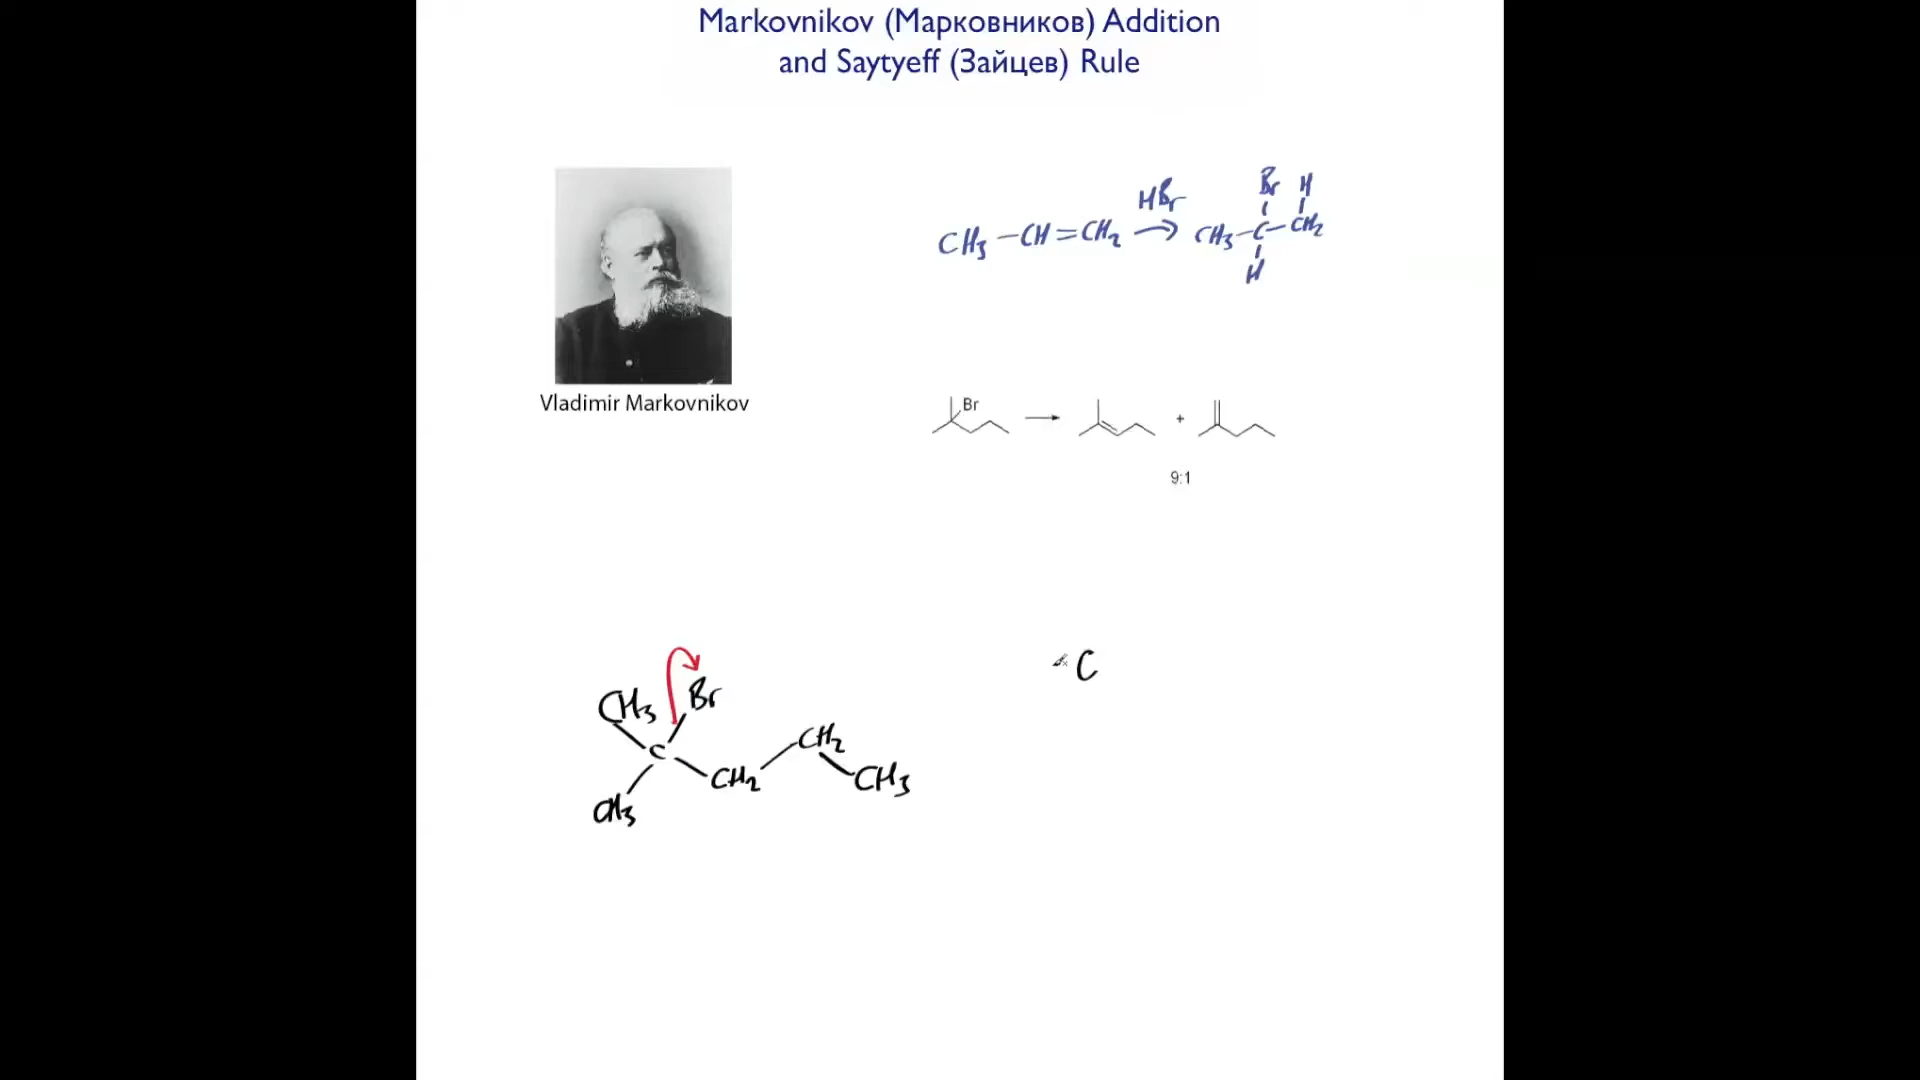 Markovnikov (Марковников) Addition
and Saytyeff (Зайцев) Rule
Br H
HBr
CH3 – CH = CH2 → CH3 – C – CH2
H
Vladimir Markovnikov
Br
+
9:1
CH3 Br C
C CH2
CH2 CH3
CH3